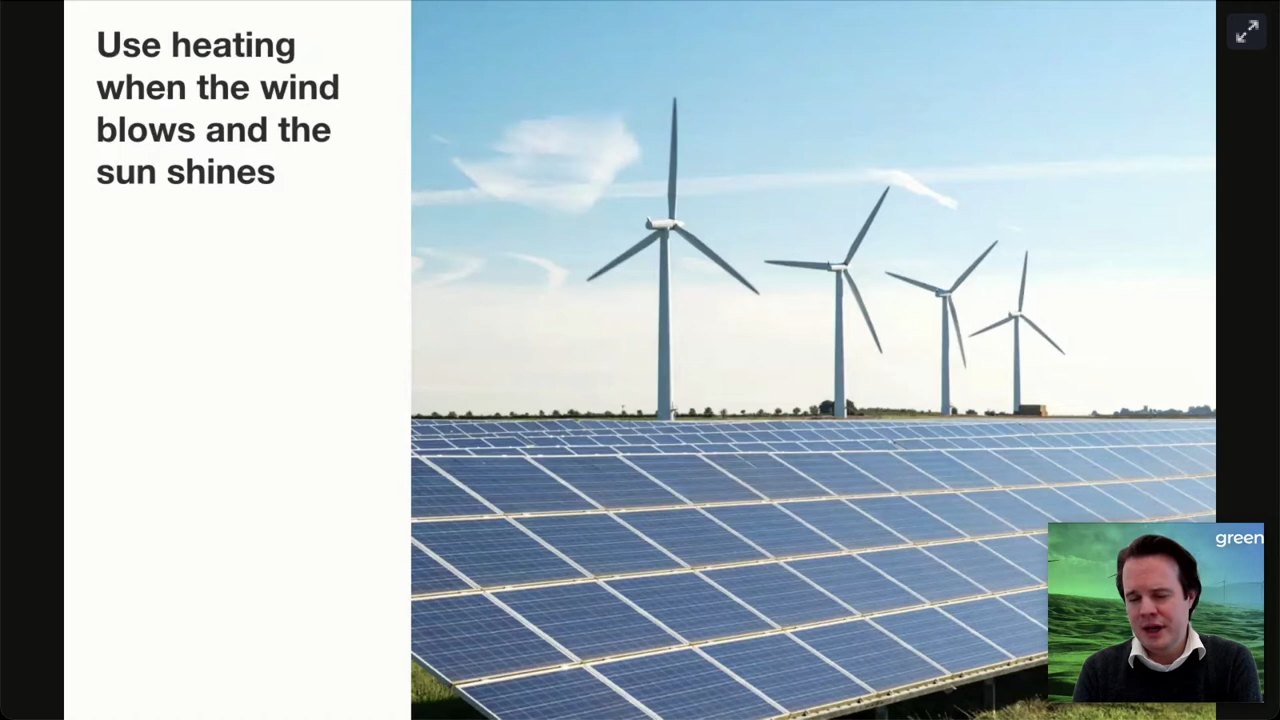 Use heating
when the wind
blows and the
sun shines
green